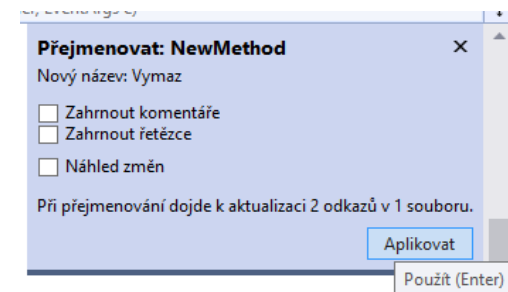 EventArgs e)
Přejmenovat: NewMethod
Nový název: Vymaz
Zahrnout komentáře
Zahrnout řetězce
Náhled změn
Při přejmenování dojde k aktualizaci 2 odkazů v 1 souboru.
Aplikovat
Použít (Enter)